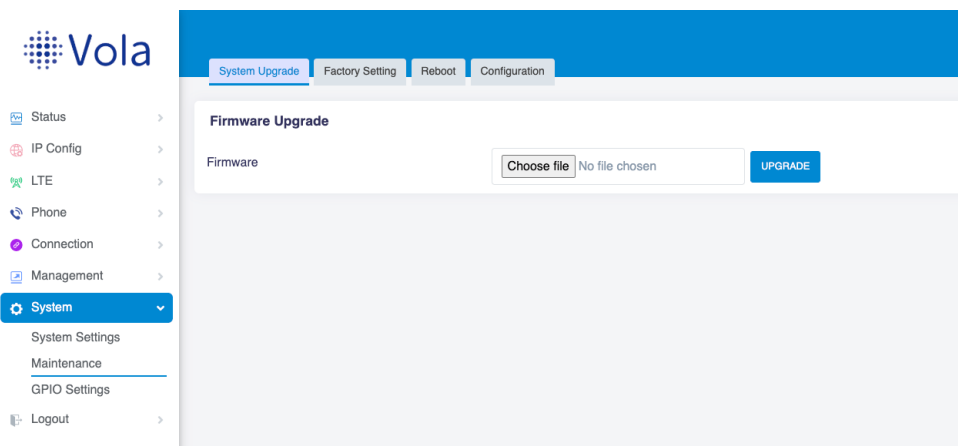 Vola
System Upgrade Factory Setting Reboot Configuration
Status
IP Config
LTE
Phone
Connection
Management
System
System Settings
Maintenance
GPIO Settings
Logout
Firmware Upgrade
Firmware Choose file No file chosen UPGRADE